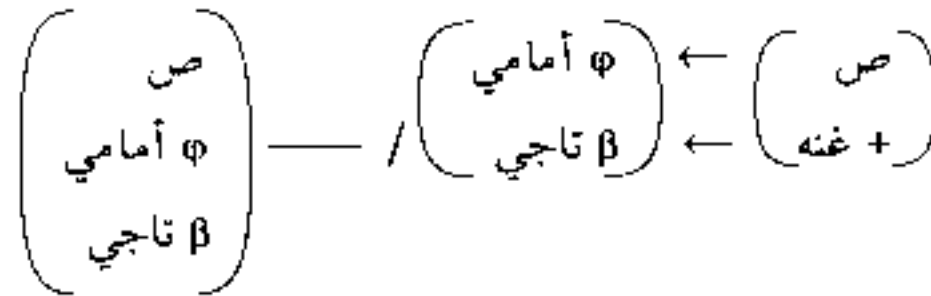 ص ← φ أمامي ص
+ غنه ← β تاجي / —— φ أمامي
β تاجي